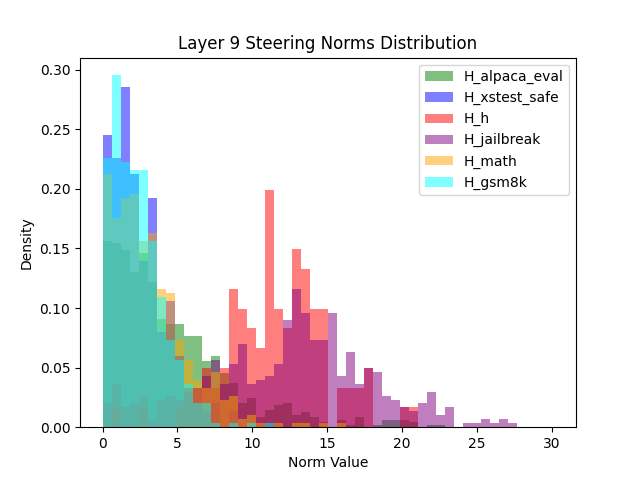 Layer 9 Steering Norms Distribution
H_alpaca_eval
H_xstest_safe
H_h
H_jailbreak
H_math
H_gsm8k
Density
0.30
0.25
0.20
0.15
0.10
0.05
0.00
0 5 10 15 20 25 30
Norm Value